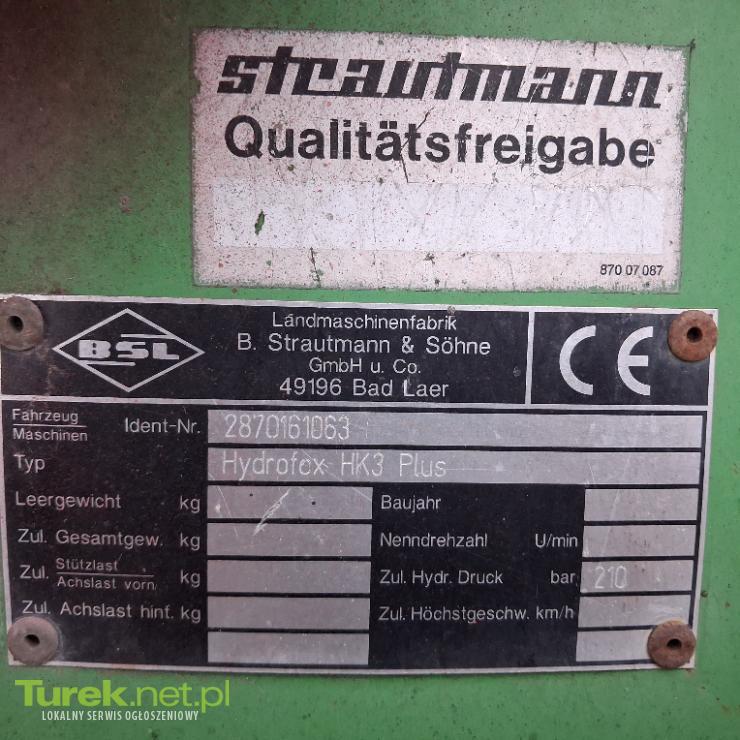 strautmann
Qualitätsfreigabe
870 07 087
BSL
Landmaschinenfabrik
B. Strautmann & Söhne
GmbH u. Co.
49196 Bad Laer
CE
Fahrzeug
Maschinen
Ident-Nr. 2870161063
Typ Hydrofox HK3 Plus
Leergewicht kg
Baujahr
Zul. Gesamtgew. kg
Nenndrehzahl U/min
Zul. Stützlast
Achslast vorn kg
Zul. Hydr. Druck bar 210
Zul. Achslast hint. kg
Zul. Höchstgeschw. km/h
Turek.net.pl
LOKALNY SERWIS OGŁOSZENIOWY